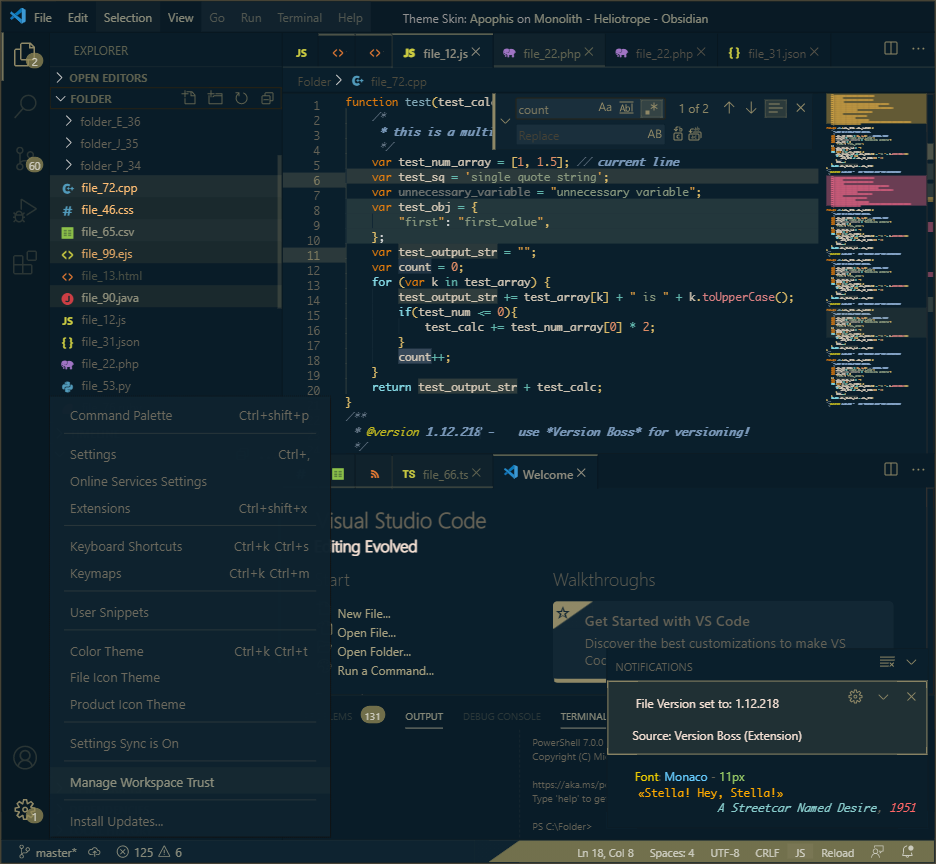 File Edit Selection View Go Run Terminal Help Theme Skin: Apophis on Monolith - Heliotrope - Obsidian
2
60
1
EXPLORER
OPEN EDITORS
FOLDER
folder_E_36
folder_J_35
folder_P_34
file_72.cpp
# file_46.css
file_65.csv
<> file_99.ejs
<> file_13.html
file_90.java
JS file_12.js
{} file_31.json
file_22.php
file_53.py
Command Palette Ctrl+shift+p
Settings Ctrl+,
Online Services Settings
Extensions Ctrl+shift+x
Keyboard Shortcuts Ctrl+k Ctrl+s
Keymaps Ctrl+k Ctrl+m
User Snippets
Color Theme Ctrl+k Ctrl+t
File Icon Theme
Product Icon Theme
Settings Sync is On
Manage Workspace Trust
Install Updates...
JS <> <> JS file_12.js file_22.php file_22.php {} file_31.json
Folder > file_72.cpp
count Aa Abl .* 1 of 2
Replace AB
1 function test(test_calc
2 /*
3 * this is a multi
4 */
5 var test_num_array = [1, 1.5]; // current line
6 var test_sq = 'single quote string';
7 var unnecessary_variable = "unnecessary variable";
8 var test_obj = {
9 "first": "first_value",
10 };
11 var test_output_str = "";
12 var count = 0;
13 for (var k in test_array) {
14 test_output_str += test_array[k] + " is " + k.toUpperCase();
15 if(test_num <= 0){
16 test_calc += test_num_array[0] * 2;
17 }
18 count++;
19 }
20 return test_output_str + test_calc;
}
/**
* @version 1.12.218 - use *Version Boss* for versioning!
*/
TS file_66.ts Welcome
isual Studio Code
iting Evolved
art
New File...
Open File...
Open Folder...
Run a Command...
Walkthroughs
Get Started with VS Code
Discover the best customizations to make VS
Coo
NOTIFICATIONS
File Version set to: 1.12.218
Source: Version Boss (Extension)
LEMS 131 OUTPUT DEBUG CONSOLE TERMINAL
PowerShell 7.0.0
Copyright (C) Mi
https://aka.ms/po
Type 'help' to get
PS C:\Folder>
Font: Monaco - 11px
«Stella! Hey, Stella!»
A Streetcar Named Desire, 1951
master* 125 6 Ln 18, Col 8 Spaces: 4 UTF-8 CRLF JS Reload